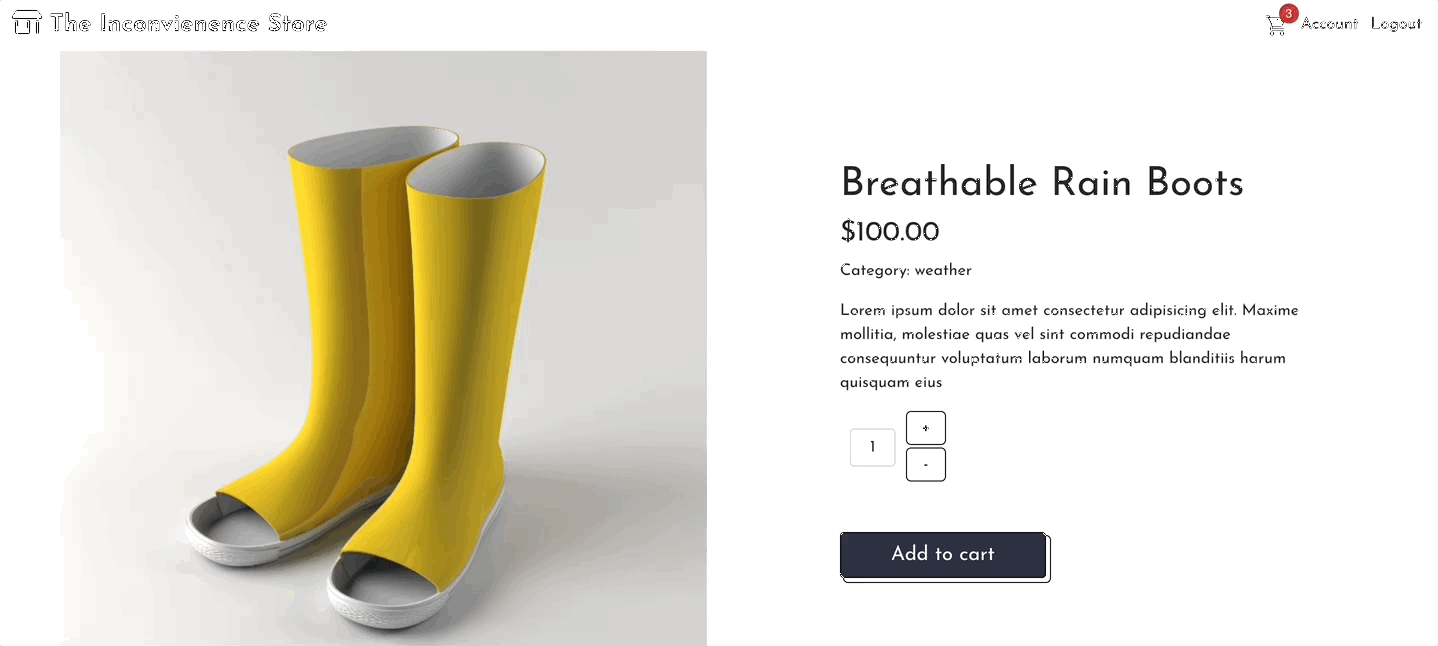 The Inconvienence Store
3
Account Logout
Breathable Rain Boots
$100.00
Category: weather
Lorem ipsum dolor sit amet consectetur adipisicing elit. Maxime
mollitia, molestiae quas vel sint commodi repudiandae
consequuntur voluptatum laborum numquam blanditiis harum
quisquam eius
+
1
-
Add to cart